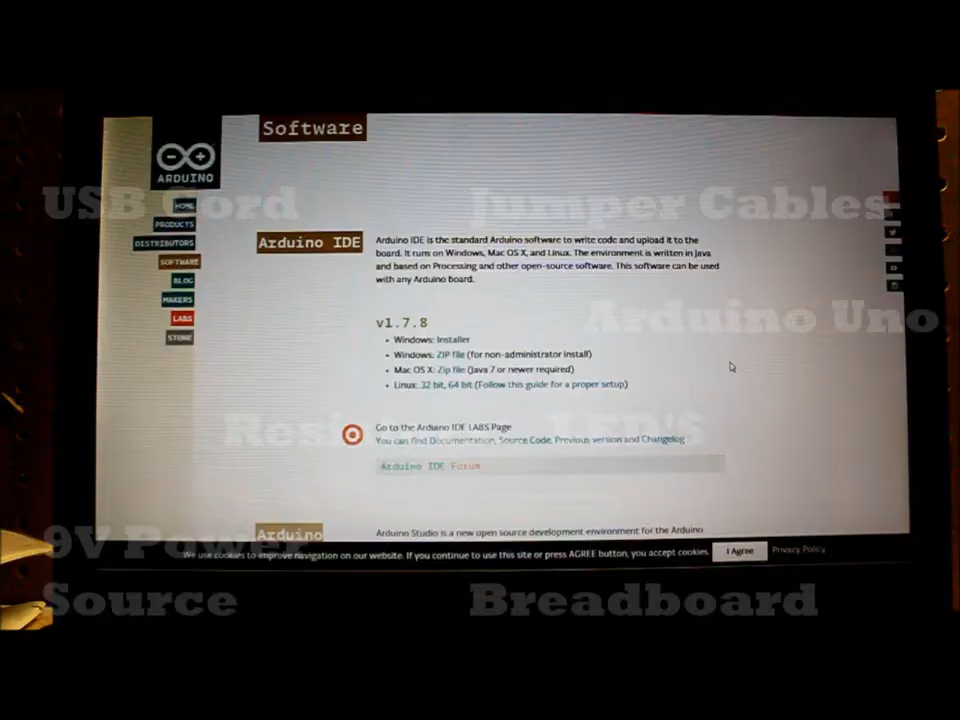 Software
ARDUINO
USB Cord
Jumper Cables
HOME
PRODUCTS
DISTRIBUTORS
SOFTWARE
BLOG
MAKERS
LABS
STORE
Arduino IDE
Arduino IDE is the standard Arduino software to write code and upload it to the
board. It runs on Windows, Mac OS X, and Linux. The environment is written in Java
and based on Processing and other open-source software. This software can be used
with any Arduino board.
Arduino Uno
v1.7.8
• Windows: Installer
• Windows: ZIP file (for non-administrator install)
• Mac OS X: Zip file (Java 7 or newer required)
• Linux: 32 bit, 64 bit (Follow this guide for a proper setup)
LED'S
Go to the Arduino IDE LABS Page
You can find Documentation, Source Code, Previous version and Changelog
Arduino IDE Forum
Arduino
Arduino Studio is a new open source development environment for the Arduino
9V Power
Source
We use cookies to improve navigation on our website. If you continue to use this site or press AGREE button, you accept cookies.
I Agree
Privacy Policy
Breadboard